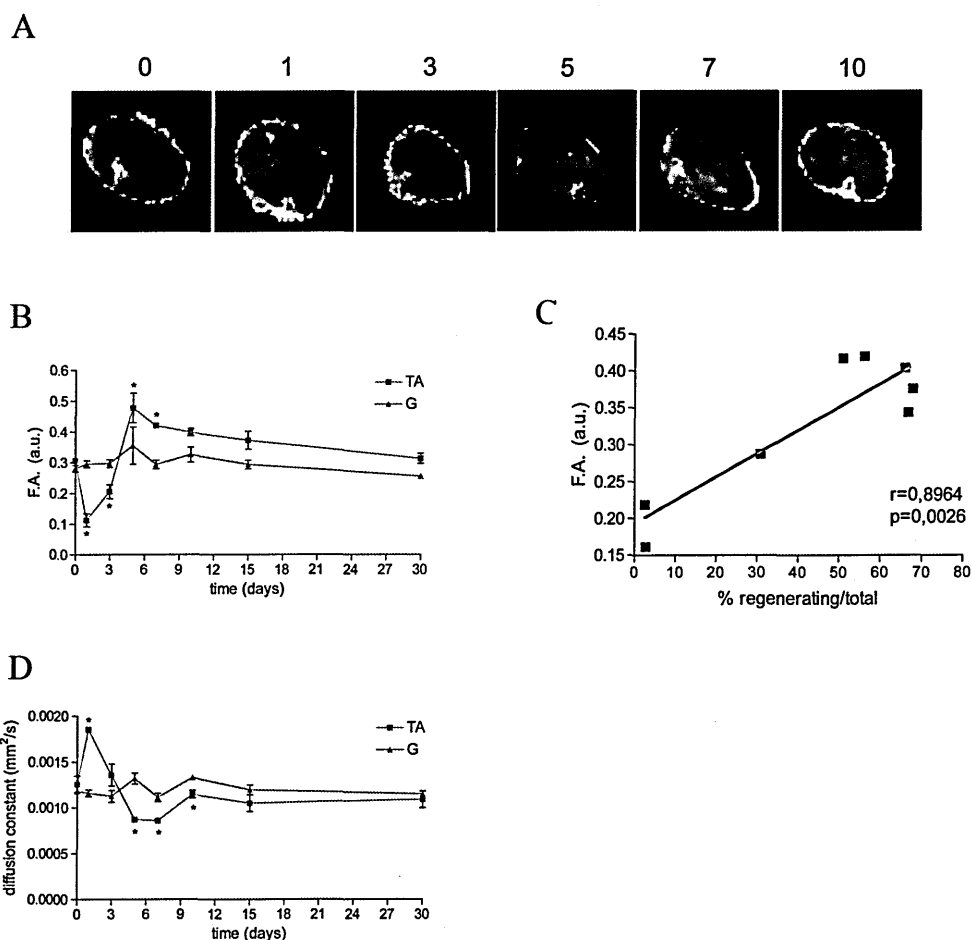 A
0 1 3 5 7 10
B
F.A. (a.u.)
0.6
0.5
0.4
0.3
0.2
0.1
0.0
* * * *
TA
G
0 3 6 9 12 15 18 21 24 27 30
time (days)
C
F.A. (a.u.)
0.45
0.40
0.35
0.30
0.25
0.20
0.15
r=0,8964
p=0,0026
0 10 20 30 40 50 60 70 80
% regenerating/total
D
diffusion constant (mm²/s)
0.0020
0.0015
0.0010
0.0005
0.0000
* * * *
TA
G
0 3 6 9 12 15 18 21 24 27 30
time (days)